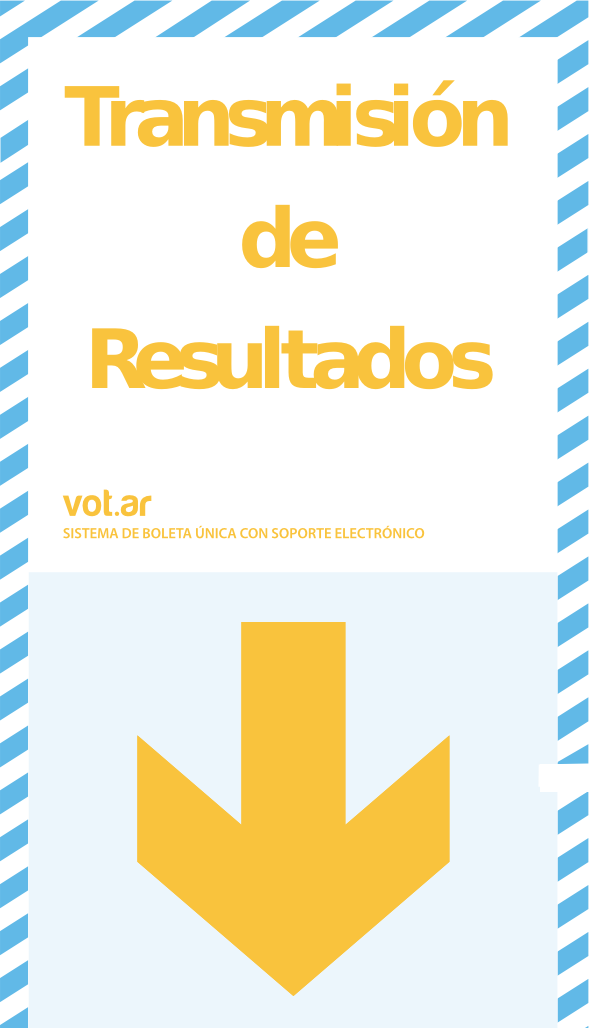 Transmisión
de
Resultados
vot.ar
SISTEMA DE BOLETA ÚNICA CON SOPORTE ELECTRÓNICO